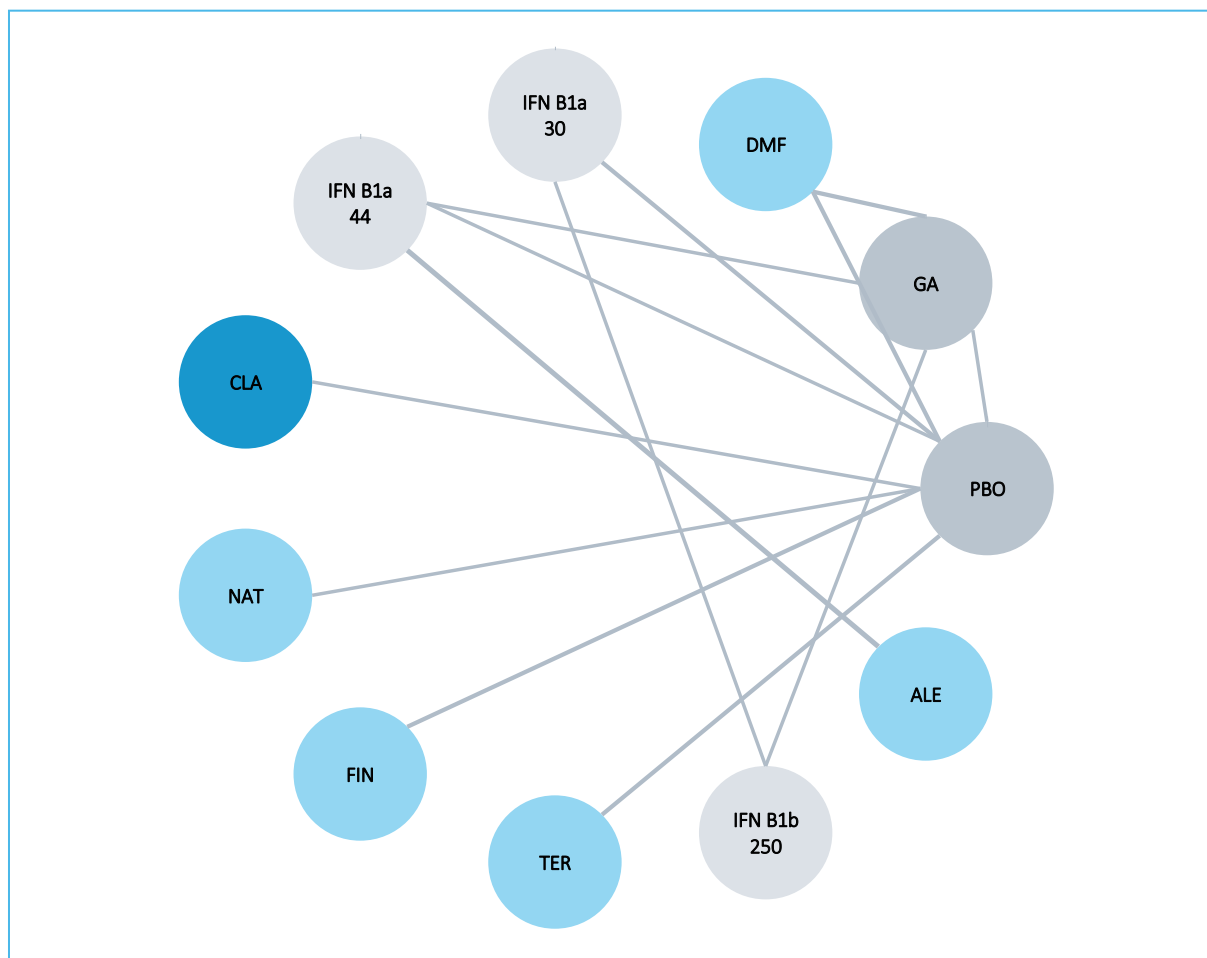 IFN B1a
30
DMF
IFN B1a
44
GA
CLA
PBO
NAT
ALE
FIN
IFN B1b
250
TER